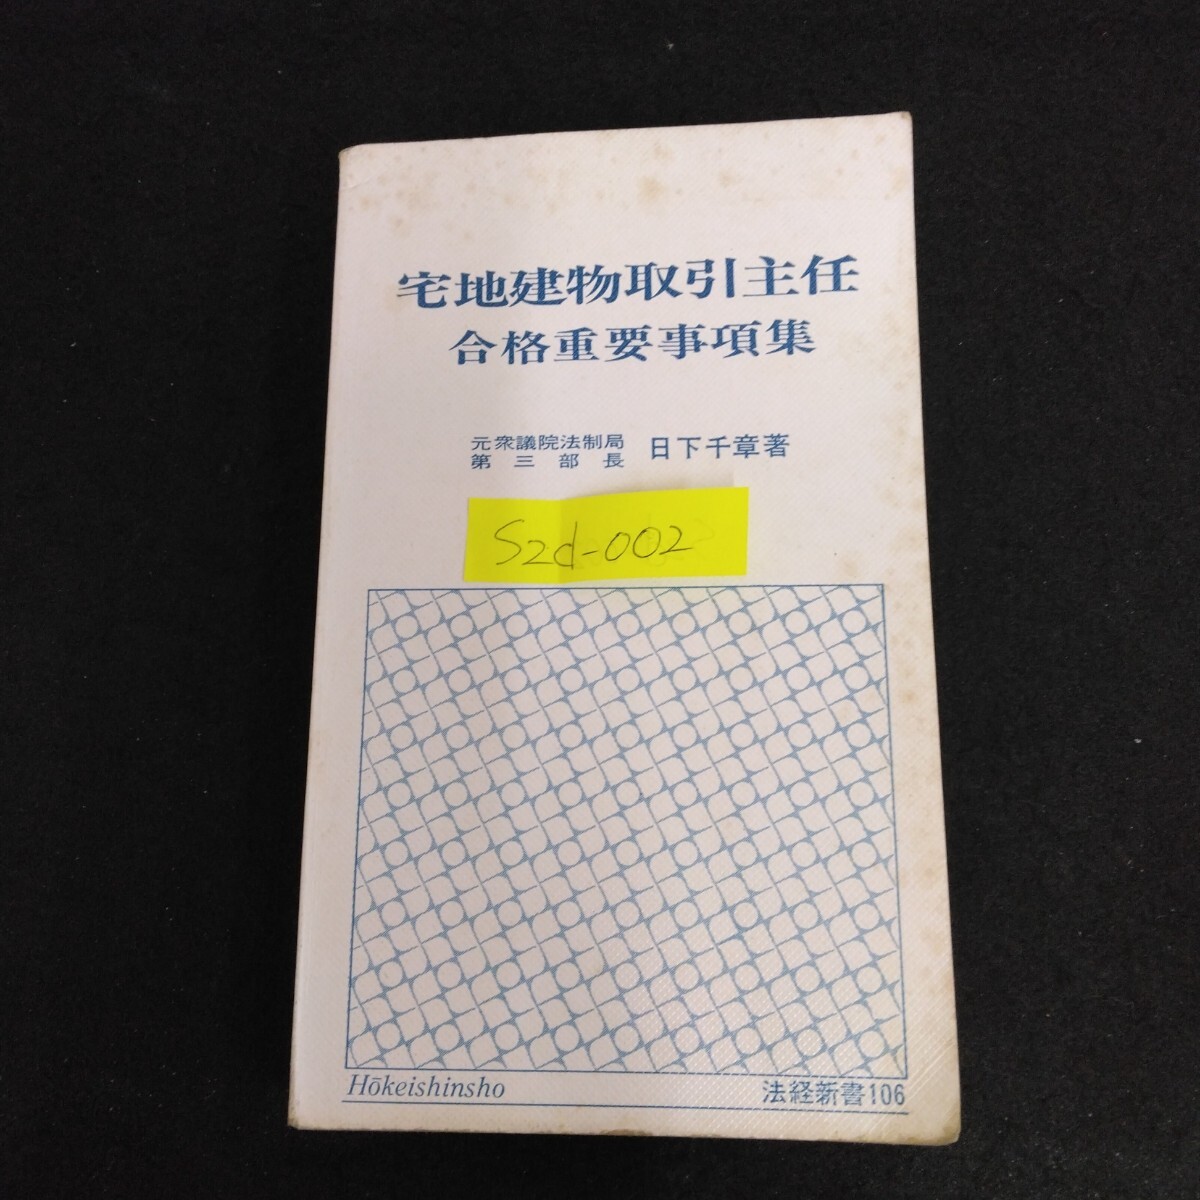 宅地建物取引主任
合格重要事項集
元衆議院法制局
第三部長
日下千章著
S2d-002
Hōkeishinsho
法経新書106